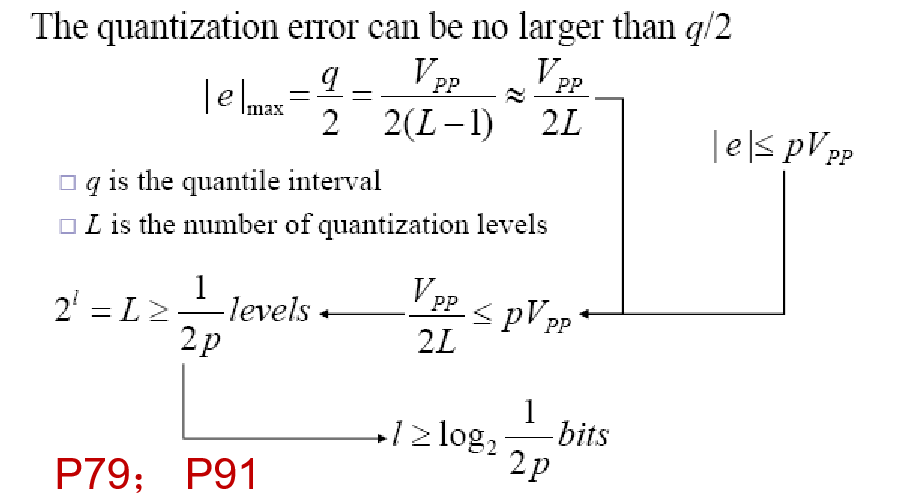 The quantization error can be no larger than q/2
|e|max = q/2 = VPP/2(L−1) ≈ VPP/2L
|e|≤ pVPP
□ q is the quantile interval
□ L is the number of quantization levels
2^l = L ≥ 1/2p levels
VPP/2L ≤ pVPP
l ≥ log2 1/2p bits
P79； P91